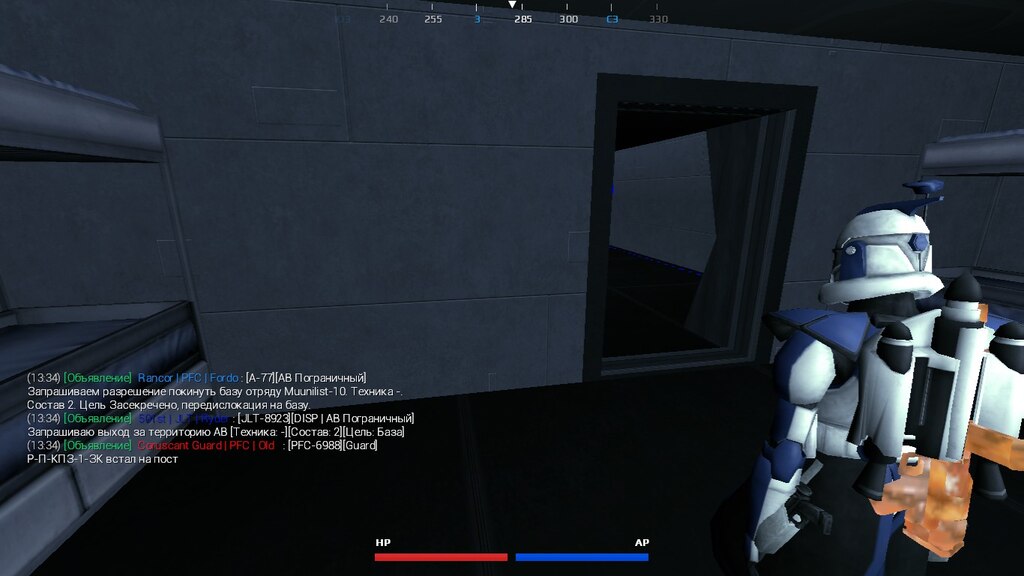 240 255 3 285 300 C3 330
(13:34) [Объявление] Rancor | PFC | Fordo : [A-77][АВ Пограничный]
Запрашиваем разрешение покинуть базу отряду Muunilist-10. Техника -.
Состав 2. Цель Засекречено, передислокация на базу.
(13:34) [Объявление] : [JLT-8923][DISP | АВ Пограничный]
Запрашиваю выход за территорию АВ [Техника: -][Состав: 2][Цель: База]
(13:34) [Объявление] Coruscant Guard | PFC | Old : [PFC-6988][Guard]
Р-П-КПЗ-1-ЗК встал на пост
HP AP